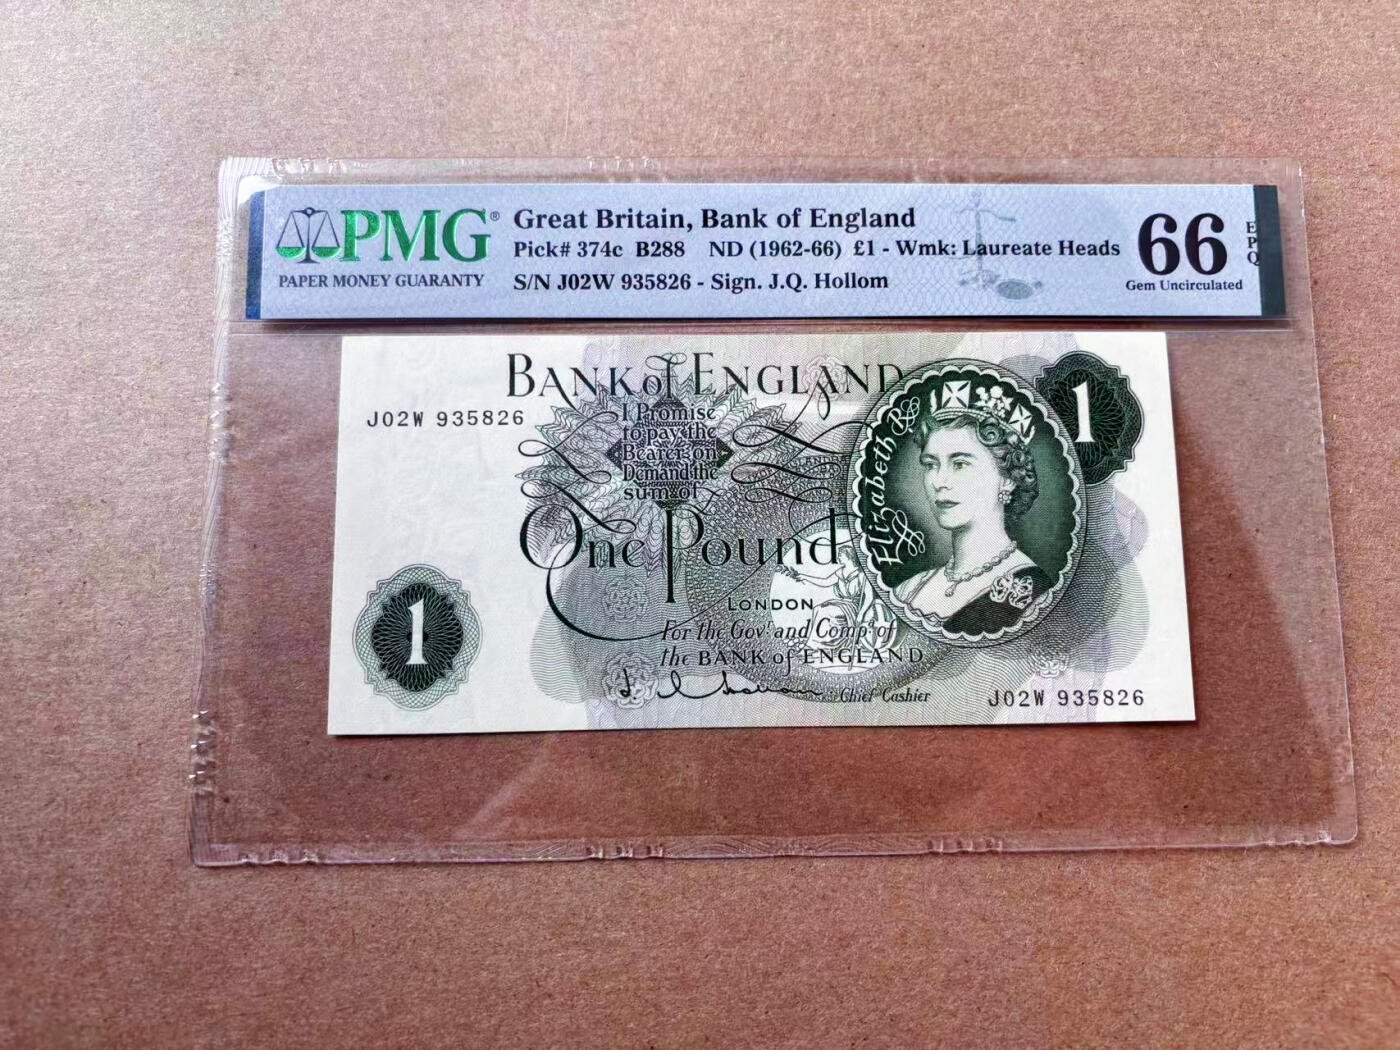 PMG®
PAPER MONEY GUARANTY
Great Britain, Bank of England
Pick# 374c B288 ND (1962-66) £1 - Wmk: Laureate Heads
S/N J02W 935826 - Sign. J.Q. Hollom
66
EPQ
Gem Uncirculated
BANK of ENGLAND
J02W 935826
I Promise
to pay the
Bearer on
Demand the
sum of
One Pound
Elizabeth R
1
LONDON
For the Govr and Compa of
the BANK of ENGLAND
Chief Cashier
1
J02W 935826